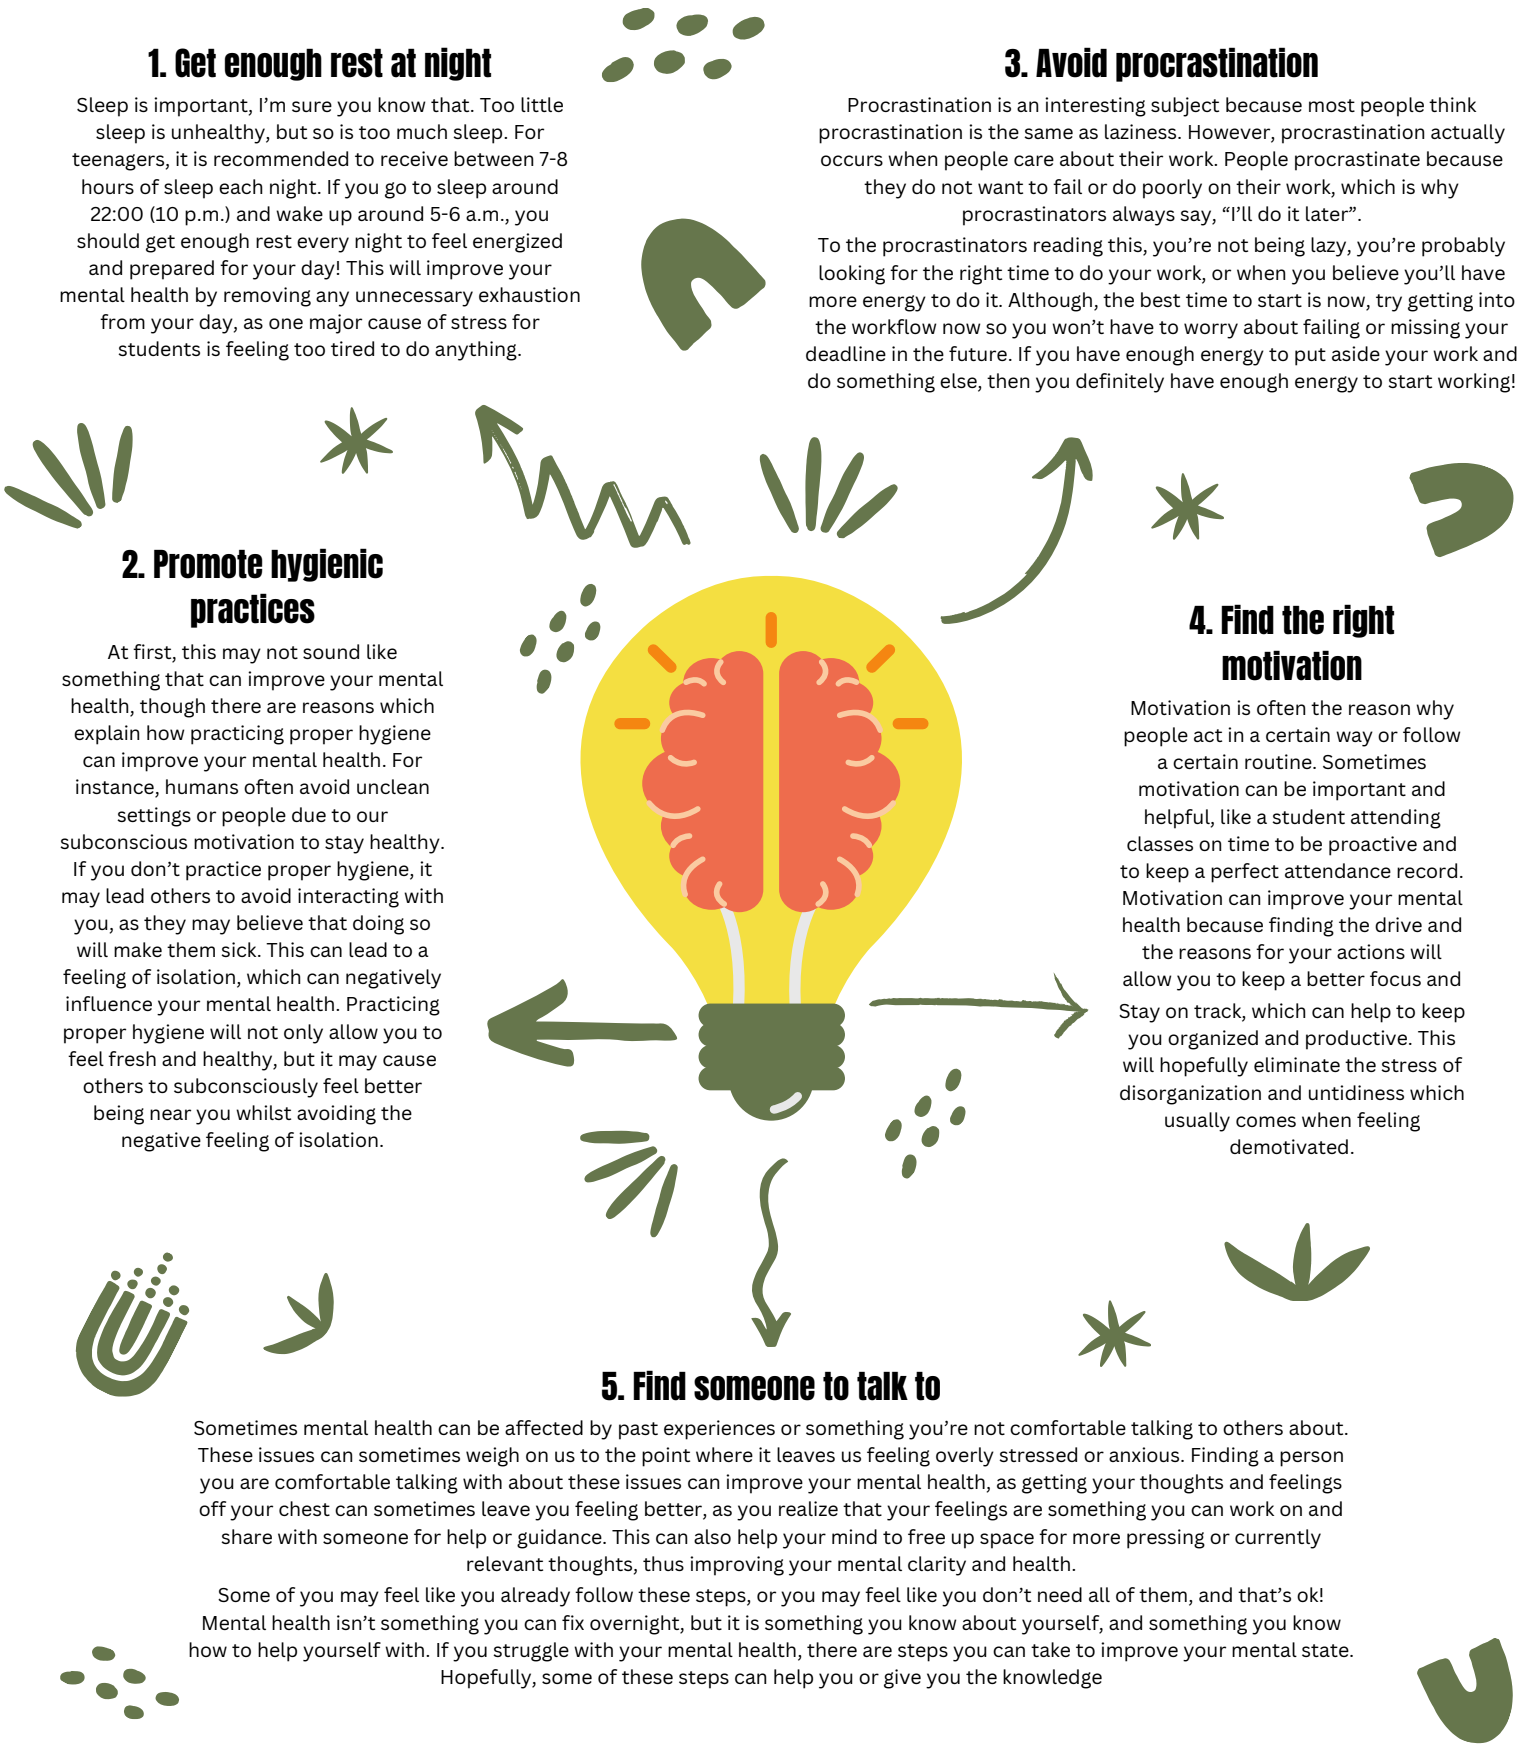 1. Get enough rest at night
Sleep is important, I'm sure you know that. Too little
sleep is unhealthy, but so is too much sleep. For
teenagers, it is recommended to receive between 7-8
hours of sleep each night. If you go to sleep around
22:00 (10 p.m.) and wake up around 5-6 a.m., you
should get enough rest every night to feel energized
and prepared for your day! This will improve your
mental health by removing any unnecessary exhaustion
from your day, as one major cause of stress for
students is feeling too tired to do anything.
2. Promote hygienic
practices
At first, this may not sound like
something that can improve your mental
health, though there are reasons which
explain how practicing proper hygiene
can improve your mental health. For
instance, humans often avoid unclean
settings or people due to our
subconscious motivation to stay healthy.
If you don't practice proper hygiene, it
may lead others to avoid interacting with
you, as they may believe that doing so
will make them sick. This can lead to a
feeling of isolation, which can negatively
influence your mental health. Practicing
proper hygiene will not only allow you to
feel fresh and healthy, but it may cause
others to subconsciously feel better
being near you whilst avoiding the
negative feeling of isolation.
3. Avoid procrastination
Procrastination is an interesting subject because most people think
procrastination is the same as laziness. However, procrastination actually
occurs when people care about their work. People procrastinate because
they do not want to fail or do poorly on their work, which is why
procrastinators always say, “I'll do it later”.
To the procrastinators reading this, you're not being lazy, you're probably
looking for the right time to do your work, or when you believe you'll have
more energy to do it. Although, the best time to start is now, try getting into
the workflow now so you won't have to worry about failing or missing your
deadline in the future. If you have enough energy to put aside your work and
do something else, then you definitely have enough energy to start working!
4. Find the right
motivation
Motivation is often the reason why
people act in a certain way or follow
a certain routine. Sometimes
motivation can be important and
helpful, like a student attending
classes on time to be proactive and
to keep a perfect attendance record.
Motivation can improve your mental
health because finding the drive and
the reasons for your actions will
allow you to keep a better focus and
Stay on track, which can help to keep
you organized and productive. This
will hopefully eliminate the stress of
disorganization and untidiness which
usually comes when feeling
demotivated.
5. Find someone to talk to
Sometimes mental health can be affected by past experiences or something you're not comfortable talking to others about.
These issues can sometimes weigh on us to the point where it leaves us feeling overly stressed or anxious. Finding a person
you are comfortable talking with about these issues can improve your mental health, as getting your thoughts and feelings
off your chest can sometimes leave you feeling better, as you realize that your feelings are something you can work on and
share with someone for help or guidance. This can also help your mind to free up space for more pressing or currently
relevant thoughts, thus improving your mental clarity and health.
Some of you may feel like you already follow these steps, or you may feel like you don't need all of them, and that's ok!
Mental health isn't something you can fix overnight, but it is something you know about yourself, and something you know
how to help yourself with. If you struggle with your mental health, there are steps you can take to improve your mental state.
Hopefully, some of these steps can help you or give you the knowledge